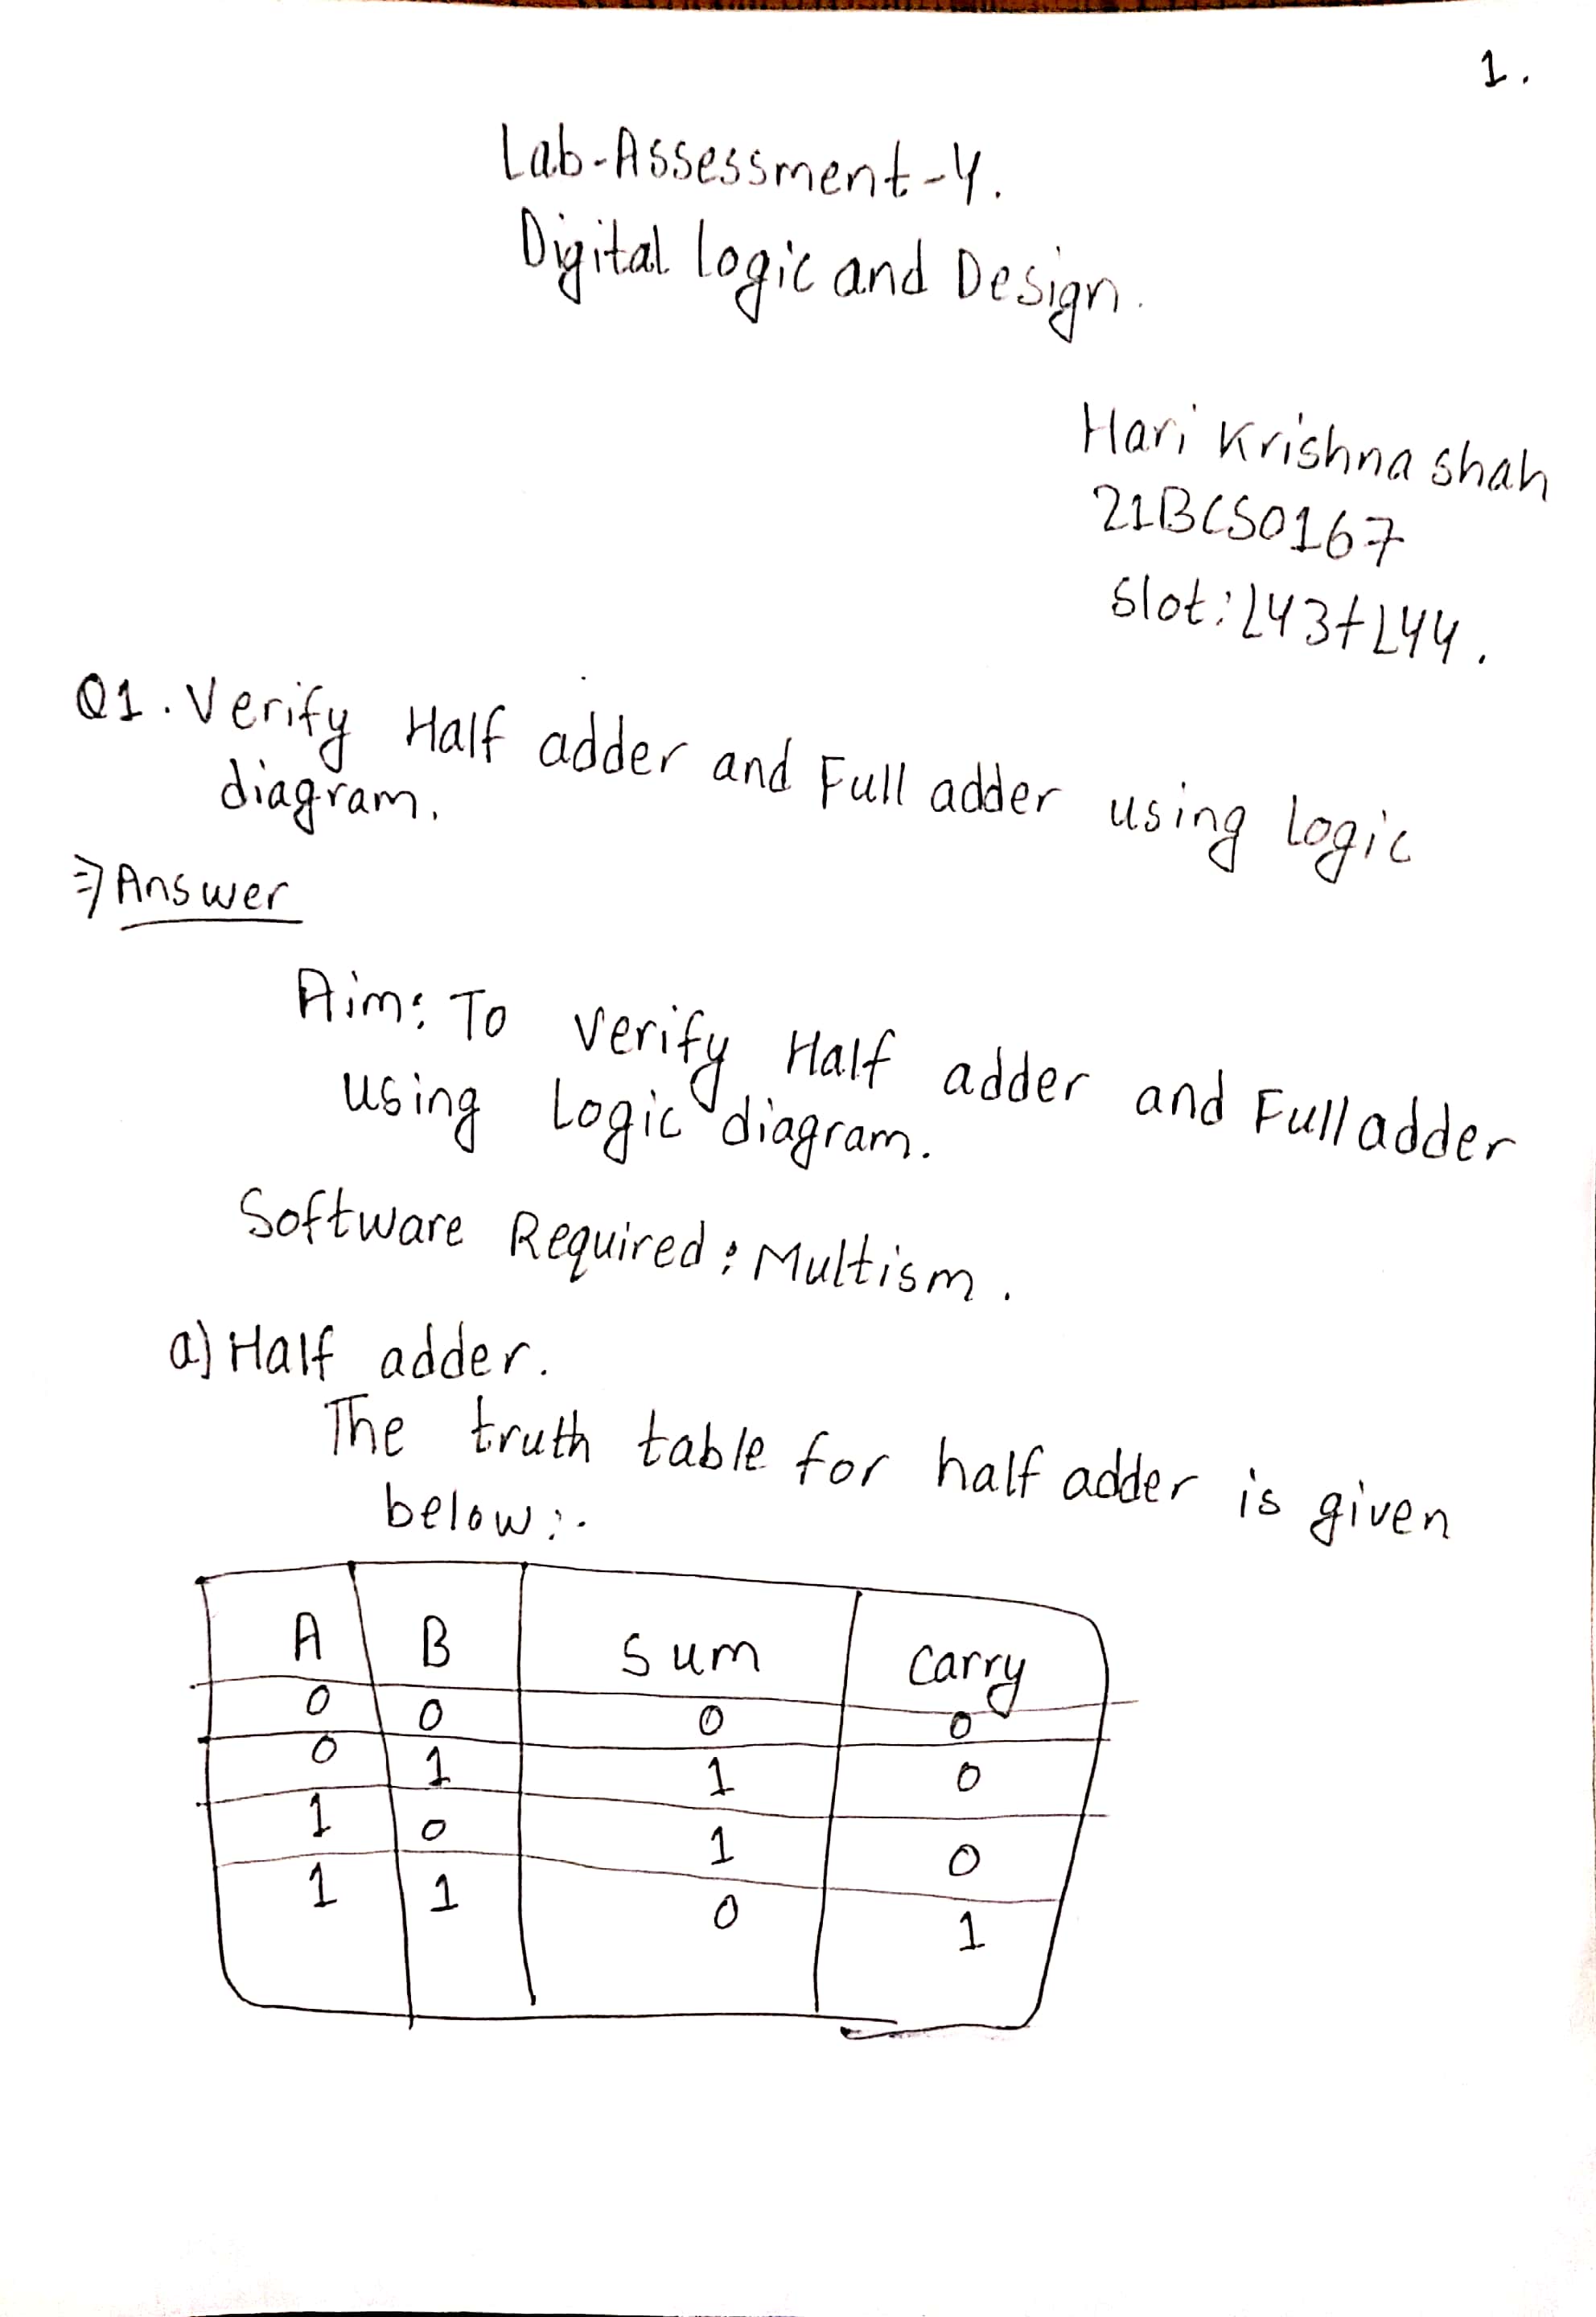 1.
Lab-Assessment-4.
Digital logic and Design.
Hari Krishna shah
21BCS0167
Slot: L43+L44.
Q1. Verify Half adder and Full adder using logic
diagram.
⇒ Answer
Aim: To verify Half adder and Full adder
using logic diagram.
Software Required: Multism.
a) Half adder.
The truth table for half adder is given
below:-
A B Sum Carry
0 0 0 0
0 1 1 0
1 0 1 0
1 1 0 1